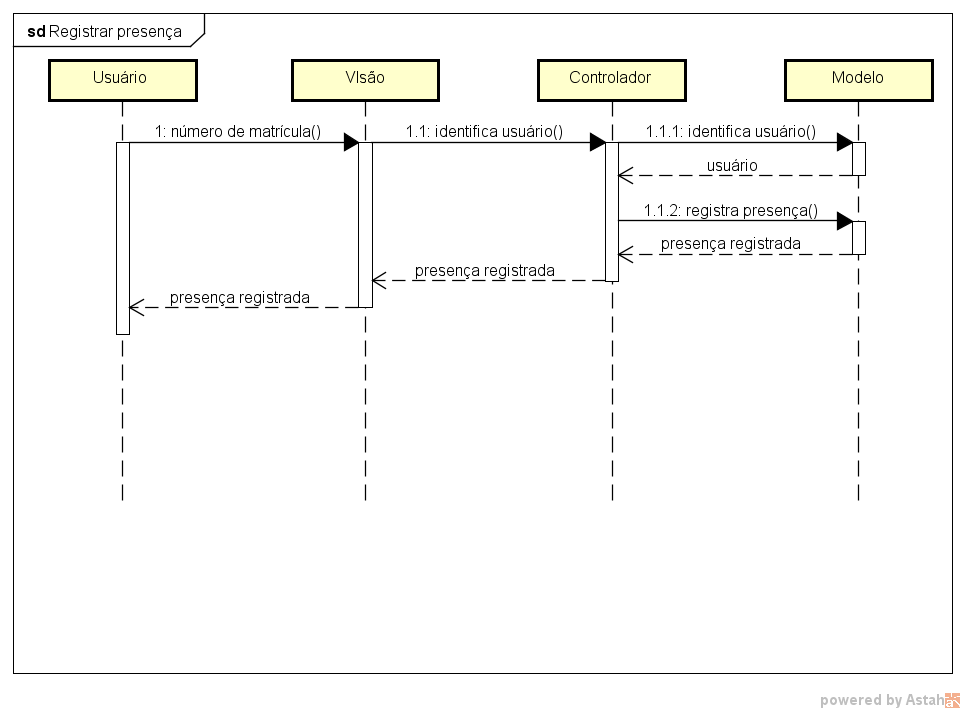 sd Registrar presença
Usuário
VIsão
Controlador
Modelo
1: número de matrícula()
1.1: identifica usuário()
1.1.1: identifica usuário()
usuário
1.1.2: registra presença()
presença registrada
presença registrada
presença registrada
powered by Astah